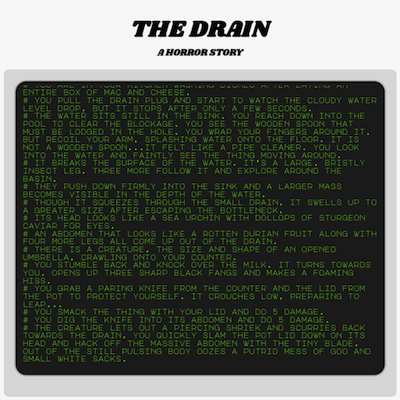 THE DRAIN
A HORROR STORY
# YOU ARE IN YOUR KITCHEN WASHING DISHES AFTER EATING AN
ENTIRE BOX OF MAC AND CHEESE.
# YOU PULL THE DRAIN PLUG AND START TO WATCH THE CLOUDY WATER
LEVEL DROP, BUT IT STOPS AFTER ONLY A FEW SECONDS.
# THE WATER SITS STILL IN THE SINK. YOU REACH DOWN INTO THE
POOL TO CLEAR THE BLOCKAGE. YOU SEE THE WOODEN SPOON THAT
MUST BE LODGED IN THE HOLE. YOU WRAP YOUR FINGERS AROUND IT,
BUT RECOIL YOUR ARM, SPLASHING WATER ONTO THE FLOOR. IT IS
NOT A WOODEN SPOON...IT FELT LIKE A PIPE CLEANER. YOU LOOK
INTO THE WATER AND FAINTLY SEE THE THING MOVING AROUND.
# IT BREAKS THE SURFACE OF THE WATER. IT'S A LARGE, BRISTLY
INSECT LEG. THREE MORE FOLLOW IT AND EXPLORE AROUND THE
BASIN.
# THEY PUSH DOWN FIRMLY INTO THE SINK AND A LARGER MASS
BECOMES VISIBLE IN THE DEPTH OF THE WATER.
# THOUGH IT SQUEEZES THROUGH THE SMALL DRAIN, IT SWELLS UP TO
A GREATER SIZE AFTER ESCAPING THE BOTTLENECK.
# ITS HEAD LOOKS LIKE A SEA URCHIN WITH DOLLOPS OF STURGEON
CAVIAR FOR EYES.
# AN ABDOMEN THAT LOOKS LIKE A ROTTEN DURIAN FRUIT ALONG WITH
FOUR MORE LEGS ALL COME UP OUT OF THE DRAIN.
# THERE IS A CREATURE, THE SIZE AND SHAPE OF AN OPENED
UMBRELLA, CRAWLING ONTO YOUR COUNTER.
# YOU STUMBLE BACK AND KNOCK OVER THE MILK. IT TURNS TOWARDS
YOU, OPENS UP THREE SHARP BLACK FANGS AND MAKES A FOAMING
HISS.
# YOU GRAB A PARING KNIFE FROM THE COUNTER AND THE LID FROM
THE POT TO PROTECT YOURSELF. IT CROUCHES LOW, PREPARING TO
LEAP...
# YOU SMACK THE THING WITH YOUR LID AND DO 5 DAMAGE.
# YOU DIG THE KNIFE INTO ITS ABDOMEN AND DO 5 DAMAGE.
# THE CREATURE LETS OUT A PIERCING SHRIEK AND SCURRIES BACK
TOWARDS THE DRAIN. YOU QUICKLY SLAM THE POT LID DOWN ON ITS
HEAD AND HACK OFF THE MASSIVE ABDOMEN WITH THE TINY BLADE.
OUT OF THE STILL PULSING BODY OOZES A PUTRID MESS OF GOO AND
SMALL WHITE SACKS.